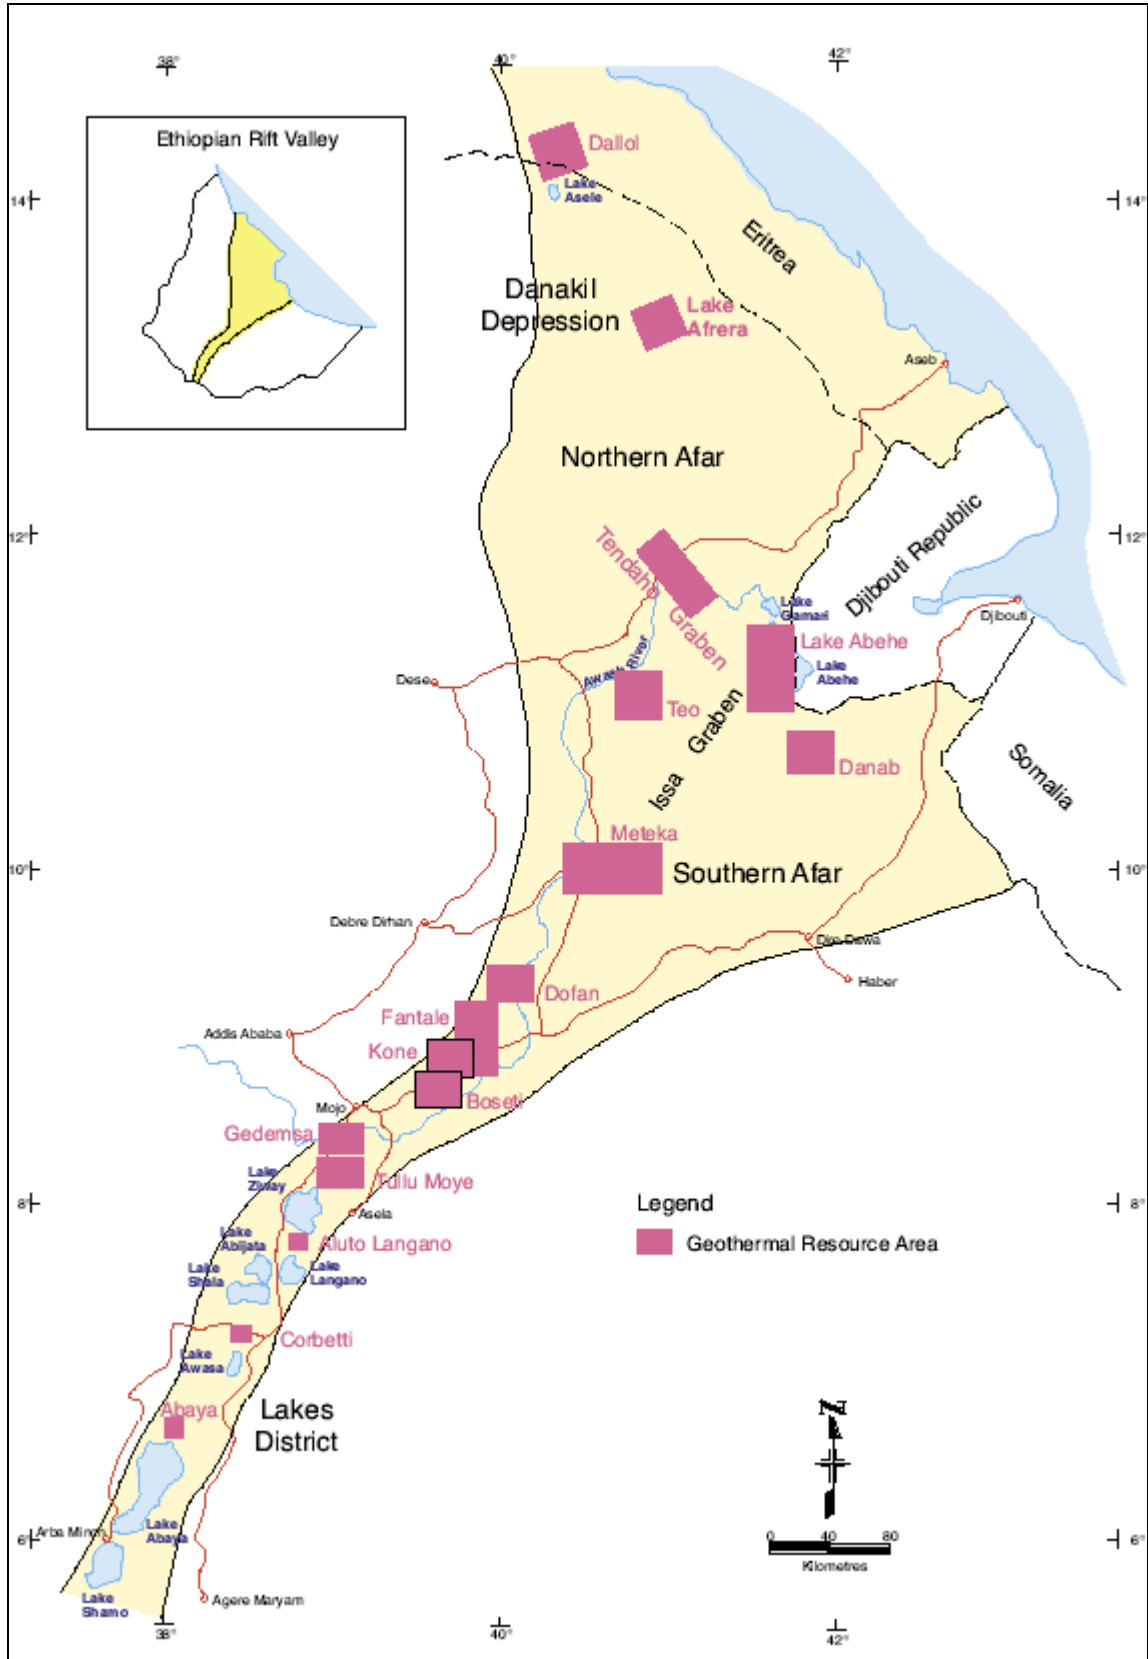 38°
40°
42°
Ethiopian Rift Valley
Dallol
Lake
Asele
14
14°
Eritrea
Danakil
Depression
Lake
Afrera
Aseb
Northern Afar
12°
12°
Tendaho
Graben
Djibouti Republic
Lake
Gamari
Djibouti
Lake Abehe
Lake
Abehe
Awash River
Dese
Teo
Issa Graben
Danab
Somalia
Meteka
10°
10°
Southern Afar
Debre Dirhan
Dire Dawa
Haber
Dofan
Fantale
Addis Ababa
Kone
Boseti
Mojo
Gedemsa
Lake
Ziway
Tullu Moye
8°
8°
Legend
Asela
Geothermal Resource Area
Lake
Abijata
Aluto Langano
Lake
Shala
Lake
Langano
Corbetti
Lake
Awasa
Abaya
Lakes
District
N
Arba Minch
Lake
Abaya
6°
6°
0 40 80
Kilometres
Lake
Shamo
Agere Maryam
38°
40°
42°